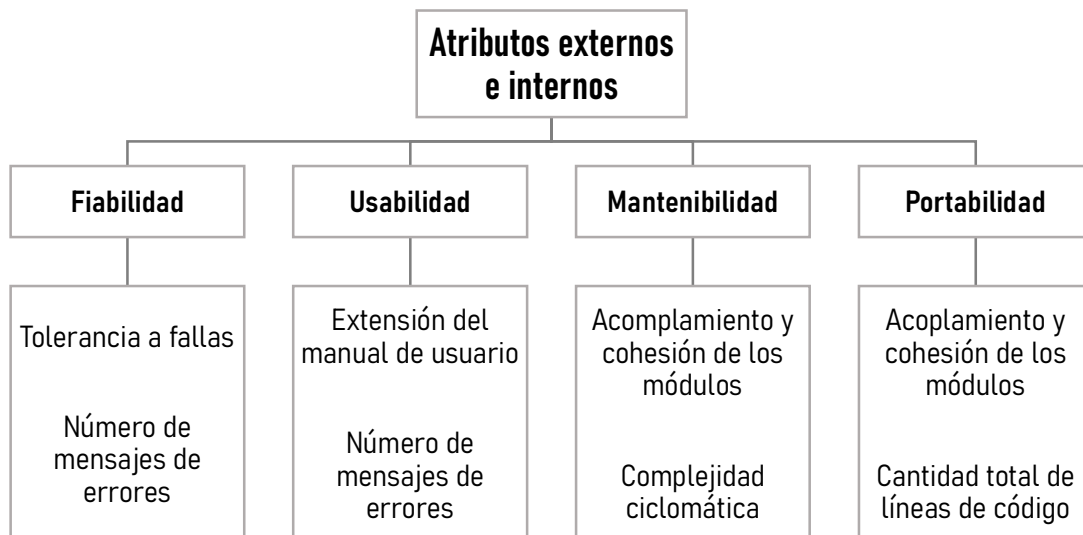 Atributos externos
e internos
Fiabilidad
Usabilidad
Mantenibilidad
Portabilidad
Tolerancia a fallas
Número de
mensajes de
errores
Extensión del
manual de usuario
Número de
mensajes de
errores
Acomplamiento y
cohesión de los
módulos
Complejidad
ciclomática
Acoplamiento y
cohesión de los
módulos
Cantidad total de
líneas de código